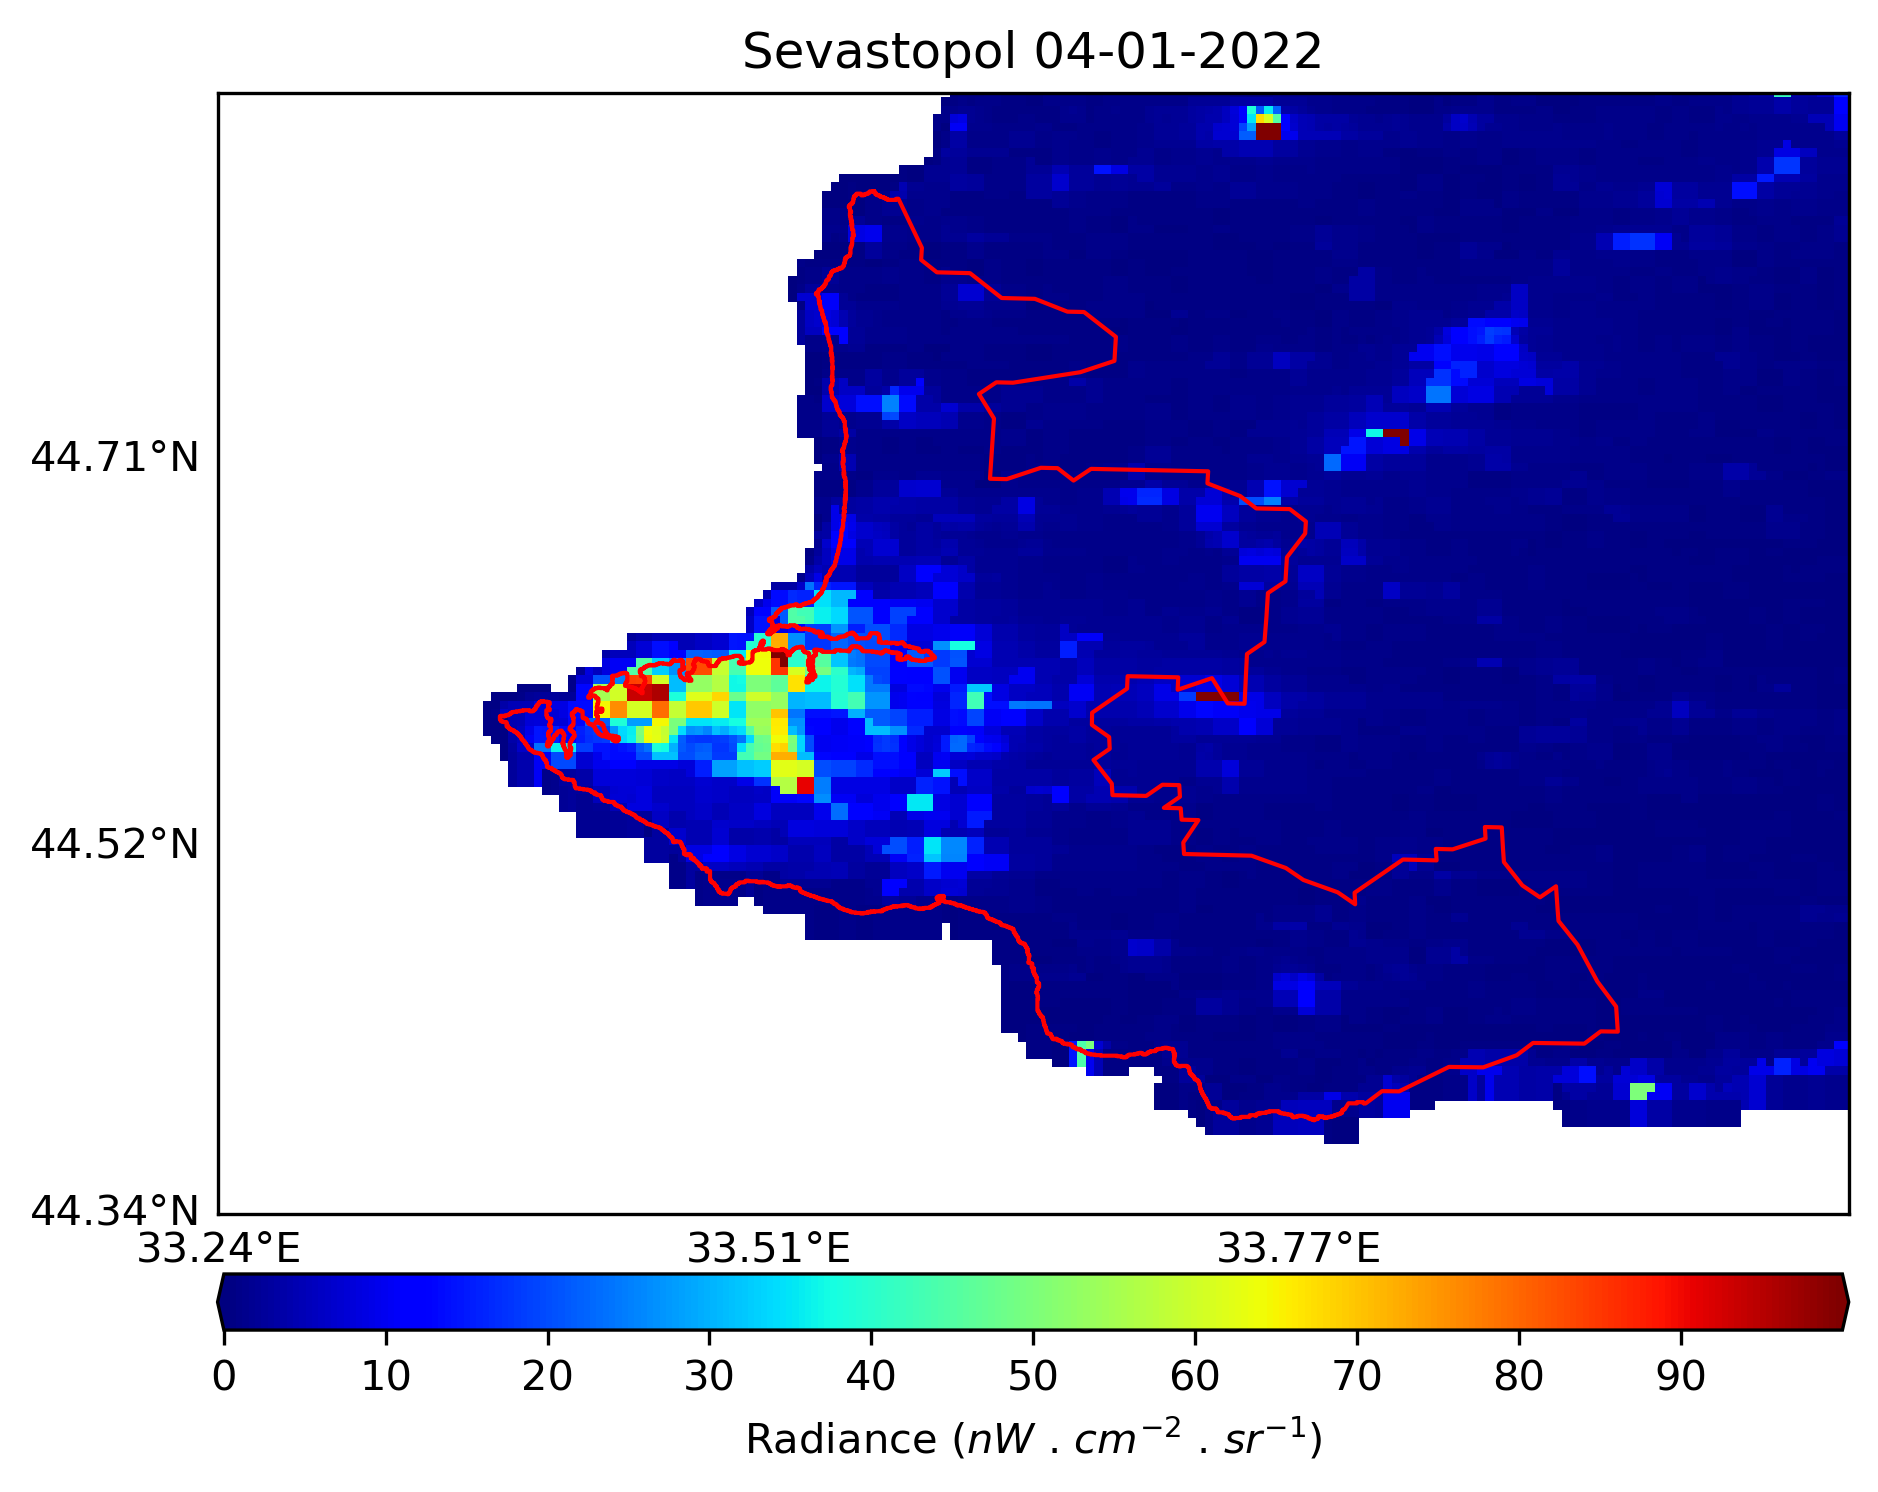 Sevastopol 04-01-2022
44.71°N
44.52°N
44.34°N
33.24°E 33.51°E 33.77°E
0 10 20 30 40 50 60 70 80 90
Radiance (nW . cm⁻² . sr⁻¹)